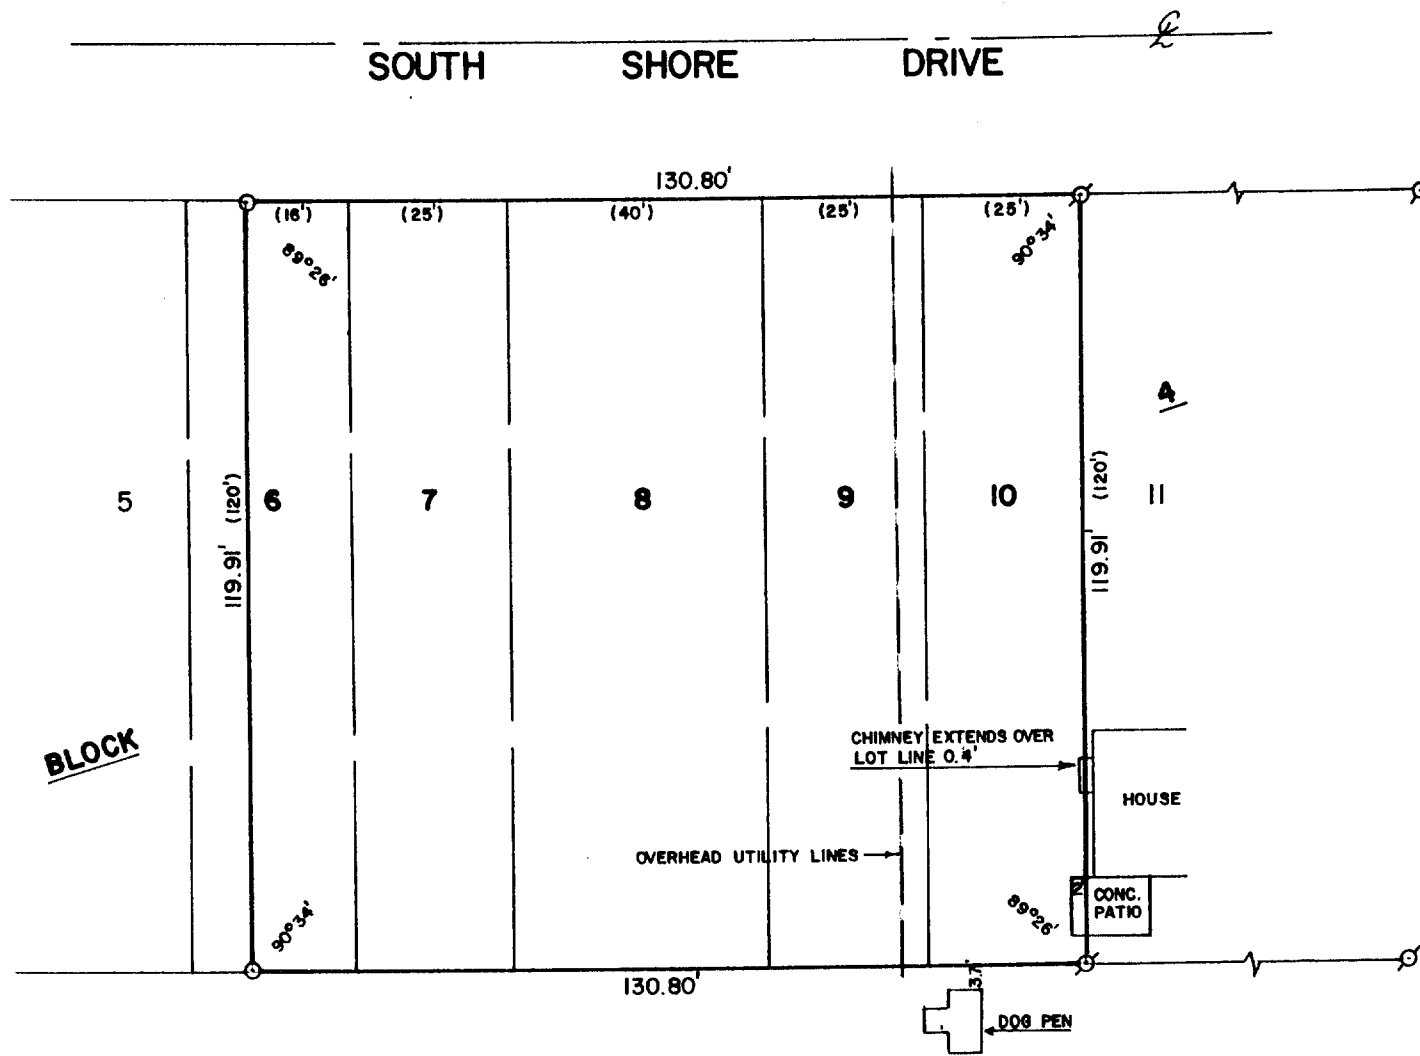 ℄
SOUTH SHORE DRIVE
130.80'
(16') (25') (40') (25') (25')
89°26' 90°34'
4
5 6 7 8 9 10 11
(120') (120')
119.91' 119.91'
BLOCK
CHIMNEY EXTENDS OVER
LOT LINE 0.4'
HOUSE
OVERHEAD UTILITY LINES
2'
CONC.
PATIO
90°34' 89°26'
130.80'
3.7'
DOG PEN